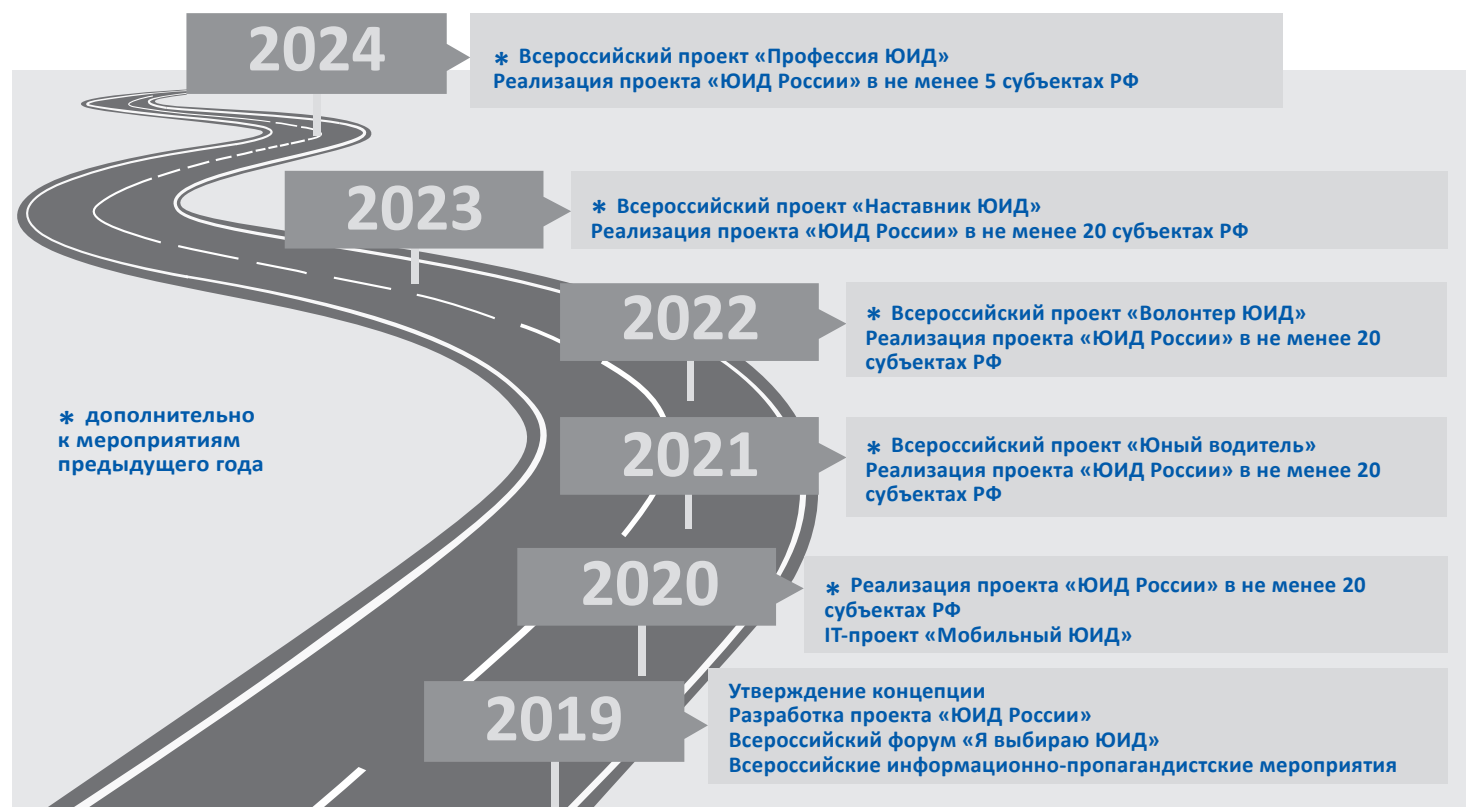 2024
* Всероссийский проект «Профессия ЮИД»
Реализация проекта «ЮИД России» в не менее 5 субъектах РФ
2023
* Всероссийский проект «Наставник ЮИД»
Реализация проекта «ЮИД России» в не менее 20 субъектах РФ
2022
* Всероссийский проект «Волонтер ЮИД»
Реализация проекта «ЮИД России» в не менее 20
субъектах РФ
* дополнительно
к мероприятиям
предыдущего года
2021
* Всероссийский проект «Юный водитель»
Реализация проекта «ЮИД России» в не менее 20
субъектах РФ
2020
* Реализация проекта «ЮИД России» в не менее 20
субъектах РФ
IT-проект «Мобильный ЮИД»
2019
Утверждение концепции
Разработка проекта «ЮИД России»
Всероссийский форум «Я выбираю ЮИД»
Всероссийские информационно-пропагандистские мероприятия